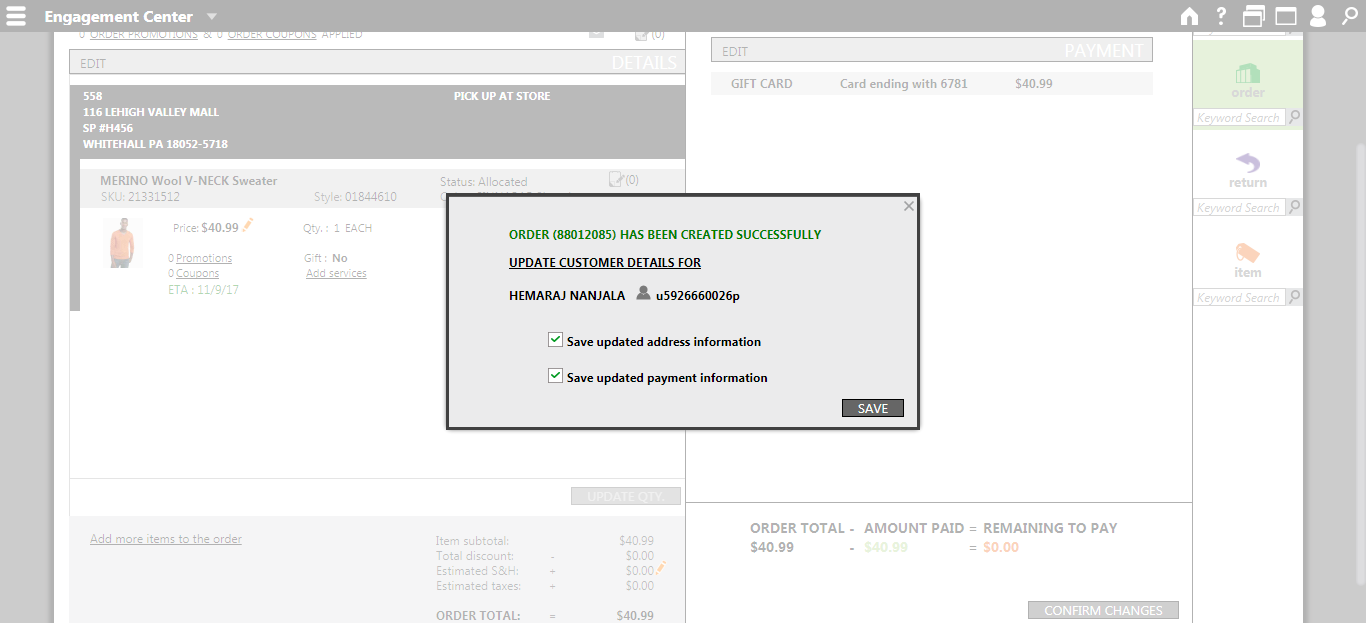 Engagement Center
0 ORDER PROMOTIONS & 0 ORDER COUPONS APPLIED (0)
EDIT DETAILS
558 PICK UP AT STORE
116 LEHIGH VALLEY MALL
SP #H456
WHITEHALL PA 18052-5718
MERINO Wool V-NECK Sweater
Status: Allocated (0)
SKU: 21331512 Style: 01844610
Price: $40.99 Qty. : 1 EACH
0 Promotions Gift : No
0 Coupons Add services
ETA : 11/9/17
UPDATE QTY.
Add more items to the order
Item subtotal: $40.99
Total discount: - $0.00
Estimated S&H: + $0.00
Estimated taxes: + $0.00
ORDER TOTAL: = $40.99
EDIT PAYMENT
GIFT CARD Card ending with 6781 $40.99
ORDER TOTAL - AMOUNT PAID = REMAINING TO PAY
$40.99 - $40.99 = $0.00
CONFIRM CHANGES
ORDER (88012085) HAS BEEN CREATED SUCCESSFULLY
UPDATE CUSTOMER DETAILS FOR
HEMARAJ NANJALA u5926660026p
Save updated address information
Save updated payment information
SAVE
order
Keyword Search
return
Keyword Search
item
Keyword Search